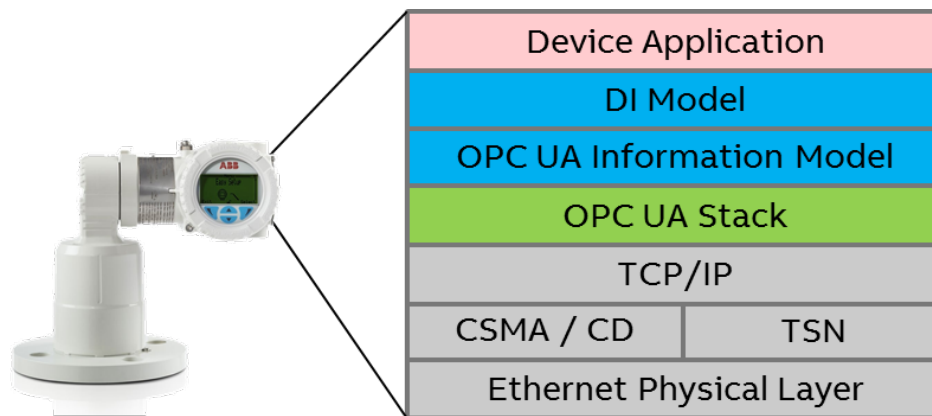 ABB
Device Application
DI Model
OPC UA Information Model
OPC UA Stack
TCP/IP
CSMA / CD
TSN
Ethernet Physical Layer